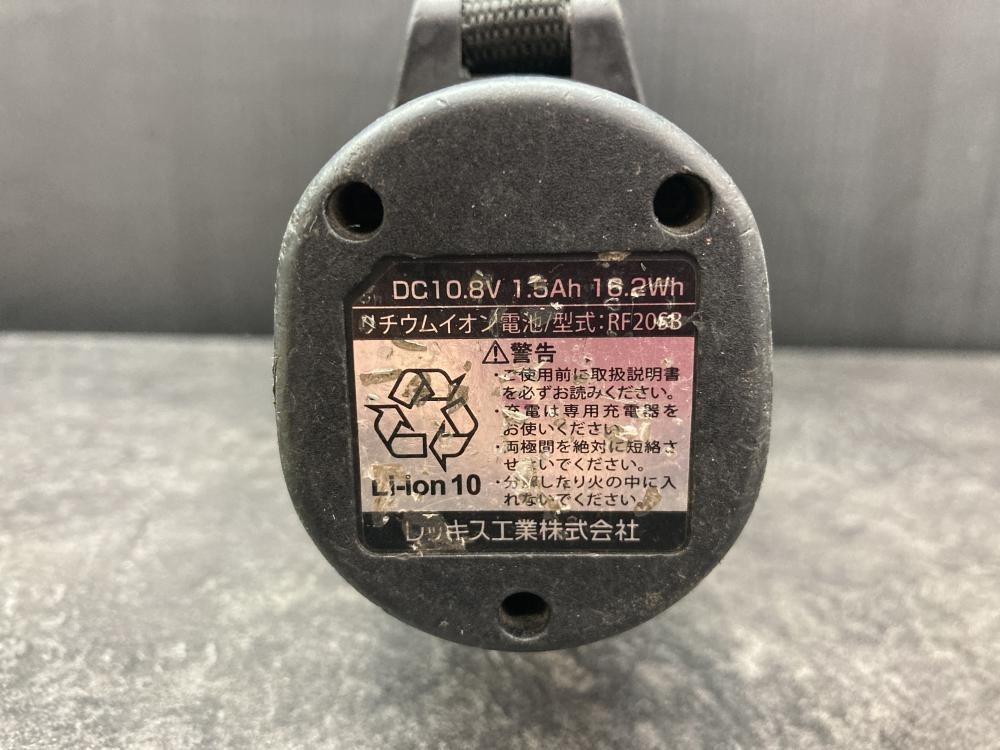 DC10.8V 1.5Ah 16.2Wh
リチウムイオン電池/型式:RF20SB
⚠警告
・ご使用前に取扱説明書
を必ずお読みください。
・充電は専用充電器を
お使いください。
・両極間を絶対に短絡さ
せないでください。
・分解したり火の中に入
れないでください。
Li-ion 10
レッキス工業株式会社